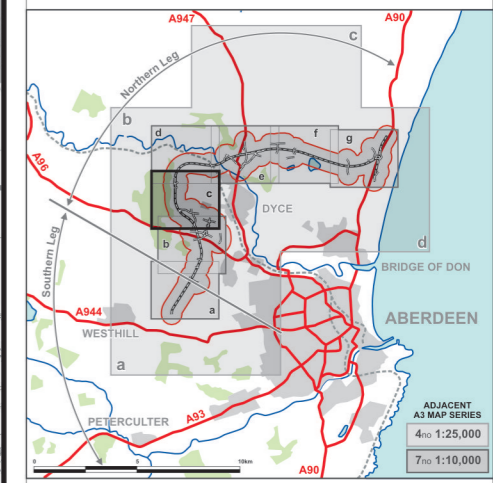 A947
A90
c
Northern Leg
b
d
f
g
A96
e
c
DYCE
b
d
Southern Leg
BRIDGE OF DON
A944
a
ABERDEEN
WESTHILL
a
ADJACENT
A3 MAP SERIES
4no 1:25,000
PETERCULTER
A93
7no 1:10,000
0 5 10km
A90